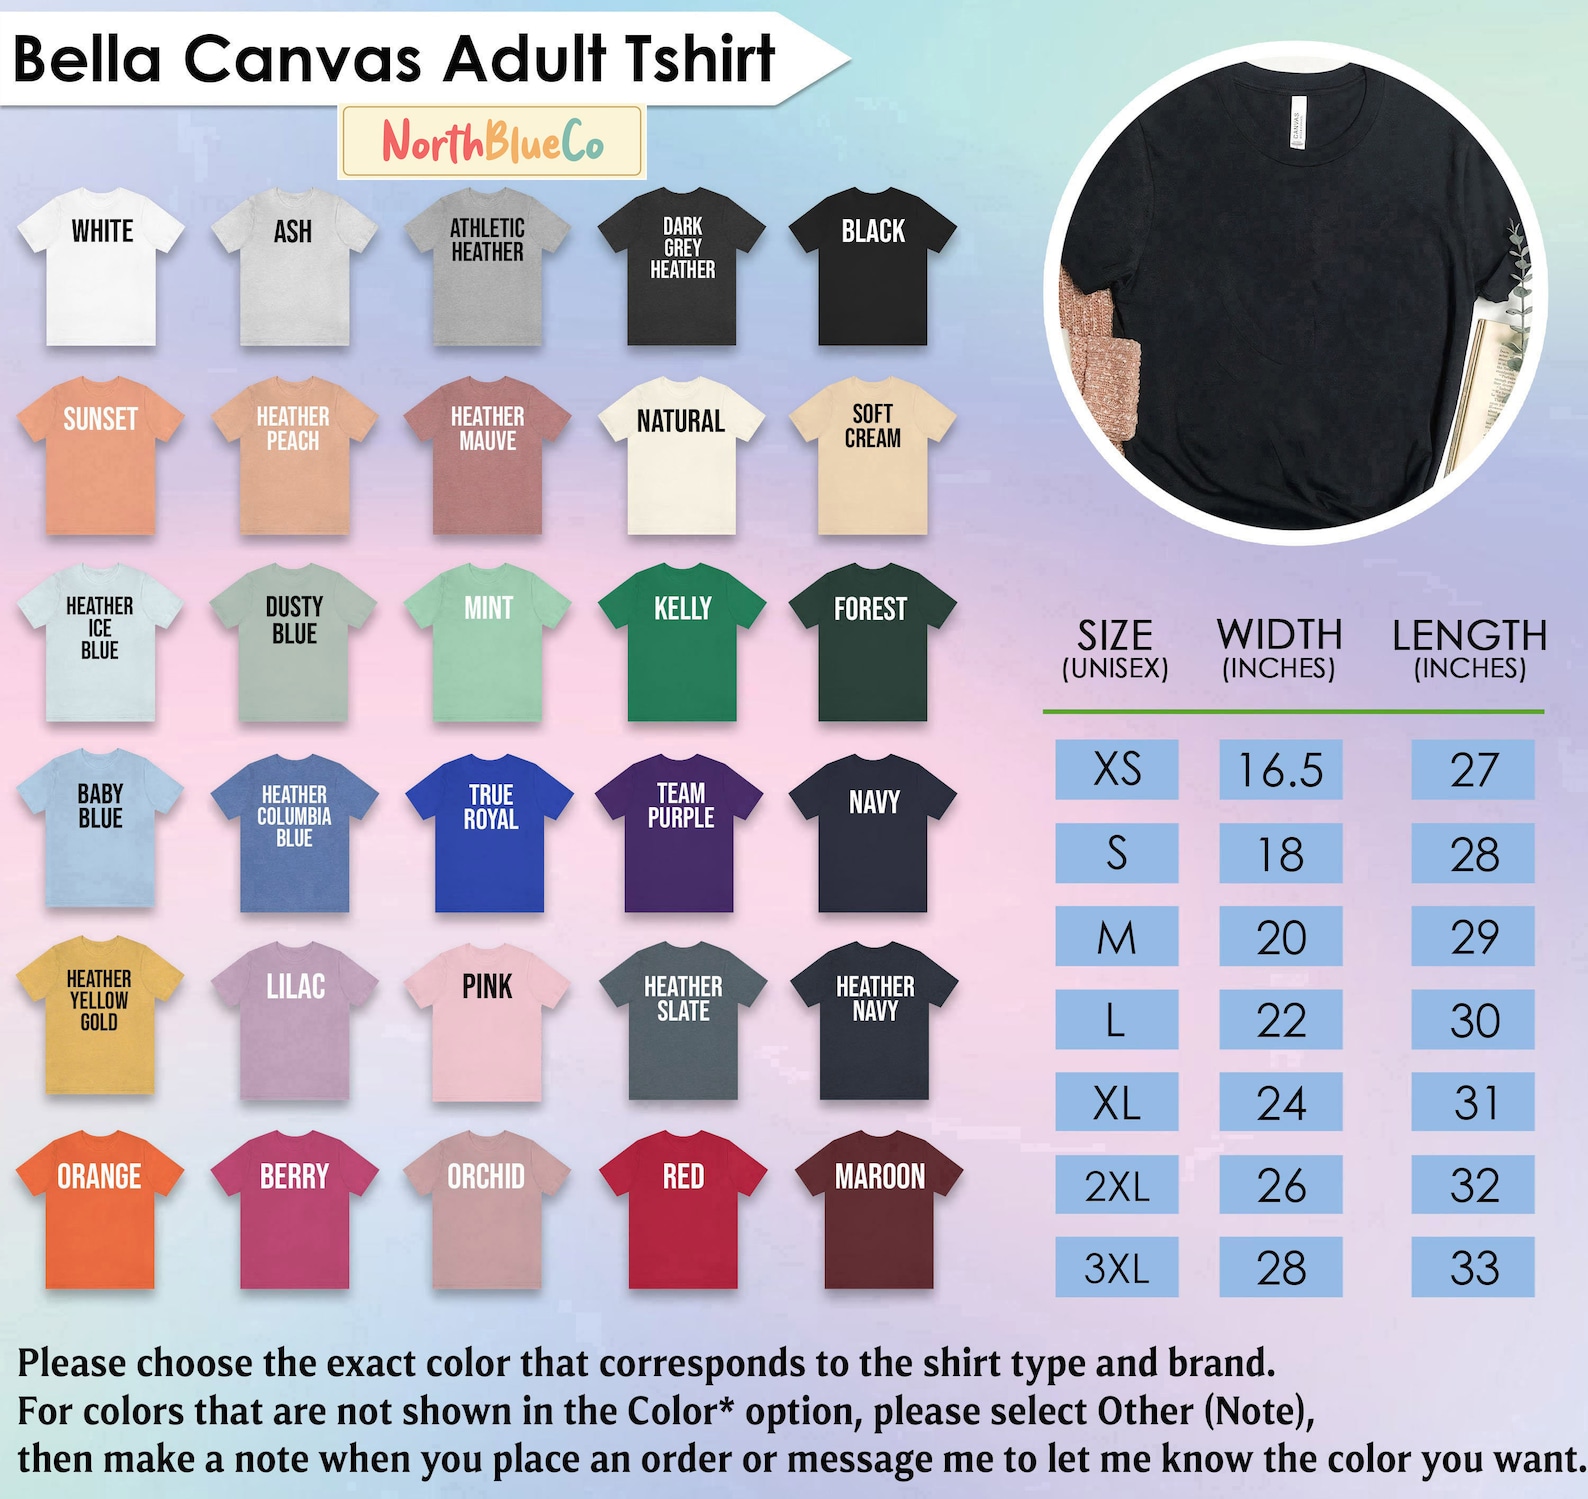 Bella Canvas Adult Tshirt
NorthBlueCo
CANVAS
WHITE
ASH
ATHLETIC
HEATHER
DARK
GREY
HEATHER
BLACK
SUNSET
HEATHER
PEACH
HEATHER
MAUVE
NATURAL
SOFT
CREAM
HEATHER
ICE
BLUE
DUSTY
BLUE
MINT
KELLY
FOREST
BABY
BLUE
HEATHER
COLUMBIA
BLUE
TRUE
ROYAL
TEAM
PURPLE
NAVY
HEATHER
YELLOW
GOLD
LILAC
PINK
HEATHER
SLATE
HEATHER
NAVY
ORANGE
BERRY
ORCHID
RED
MAROON
SIZE WIDTH LENGTH
(UNISEX) (INCHES) (INCHES)
XS 16.5 27
S 18 28
M 20 29
L 22 30
XL 24 31
2XL 26 32
3XL 28 33
Please choose the exact color that corresponds to the shirt type and brand.
For colors that are not shown in the Color* option, please select Other (Note),
then make a note when you place an order or message me to let me know the color you want.